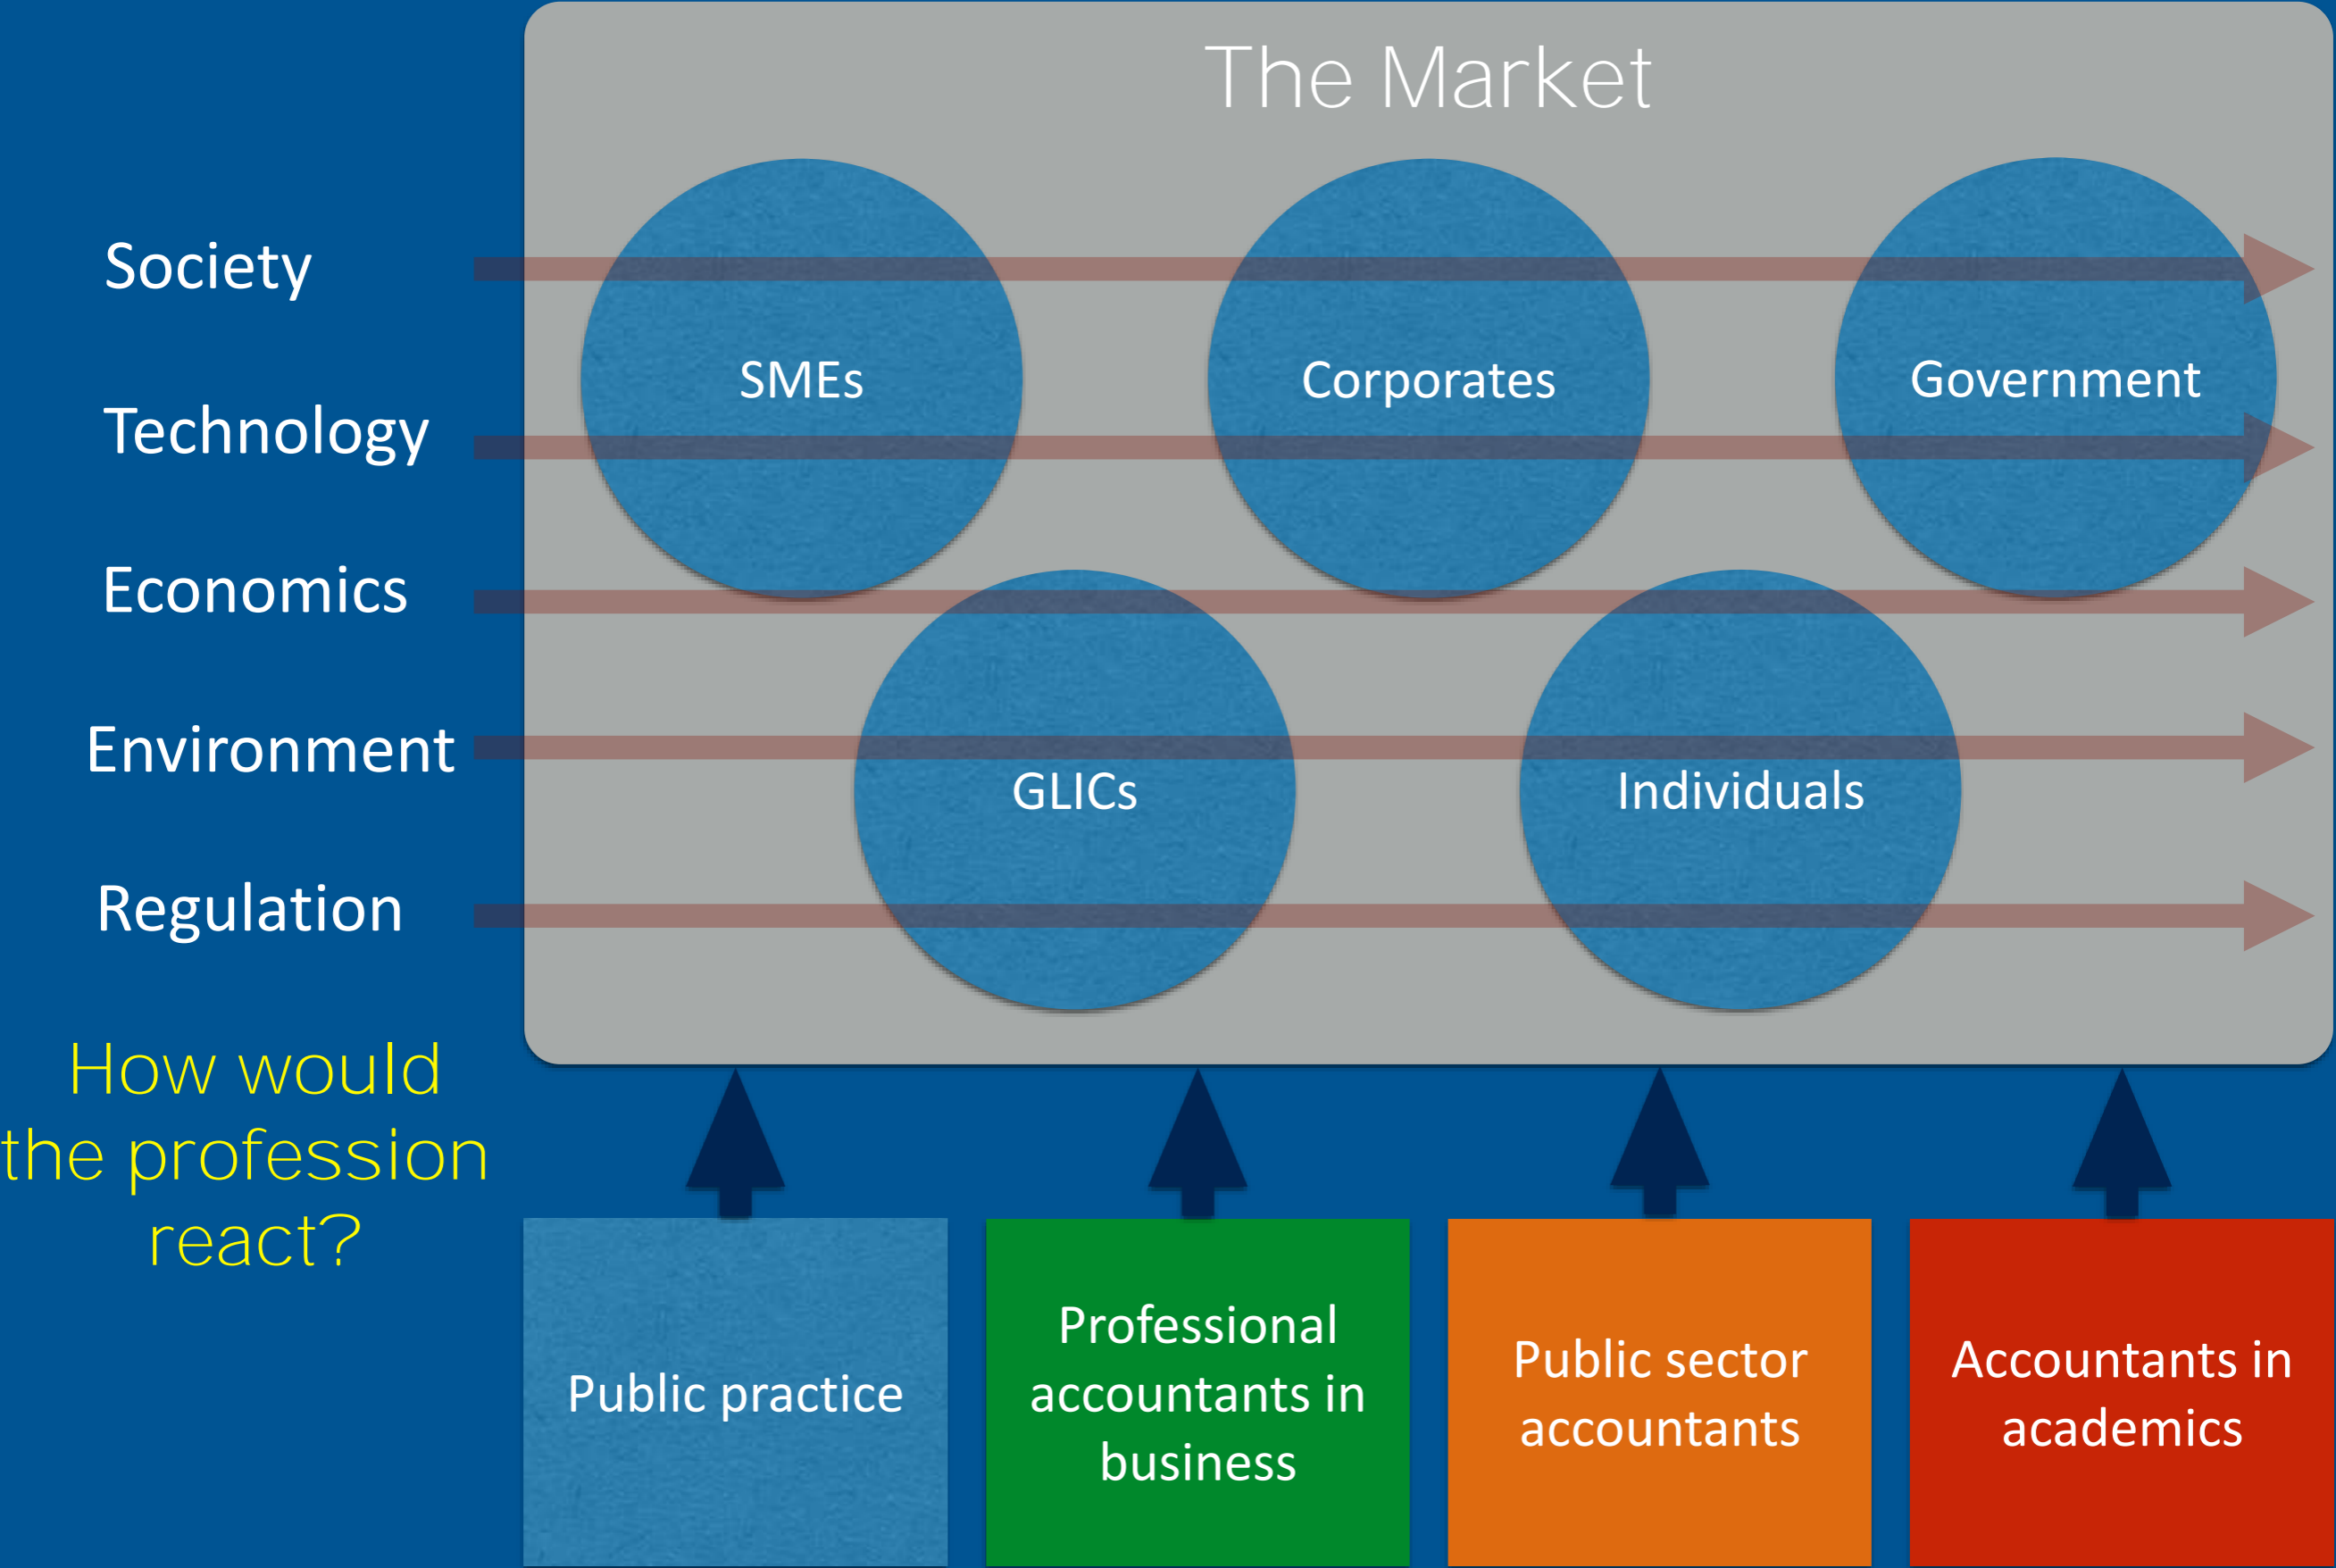 The Market
Society
Technology
Economics
Environment
Regulation
SMEs
Corporates
Government
GLICs
Individuals
How would
the profession
react?
Public practice
Professional
accountants in
business
Public sector
accountants
Accountants in
academics